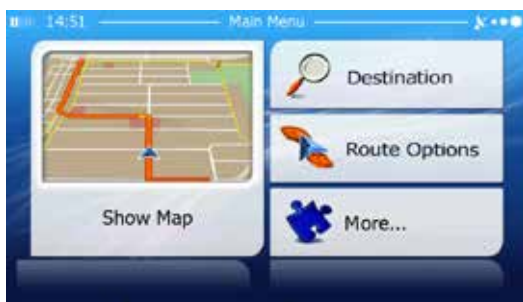 14:51
Main Menu
Destination
Route Options
Show Map
More...